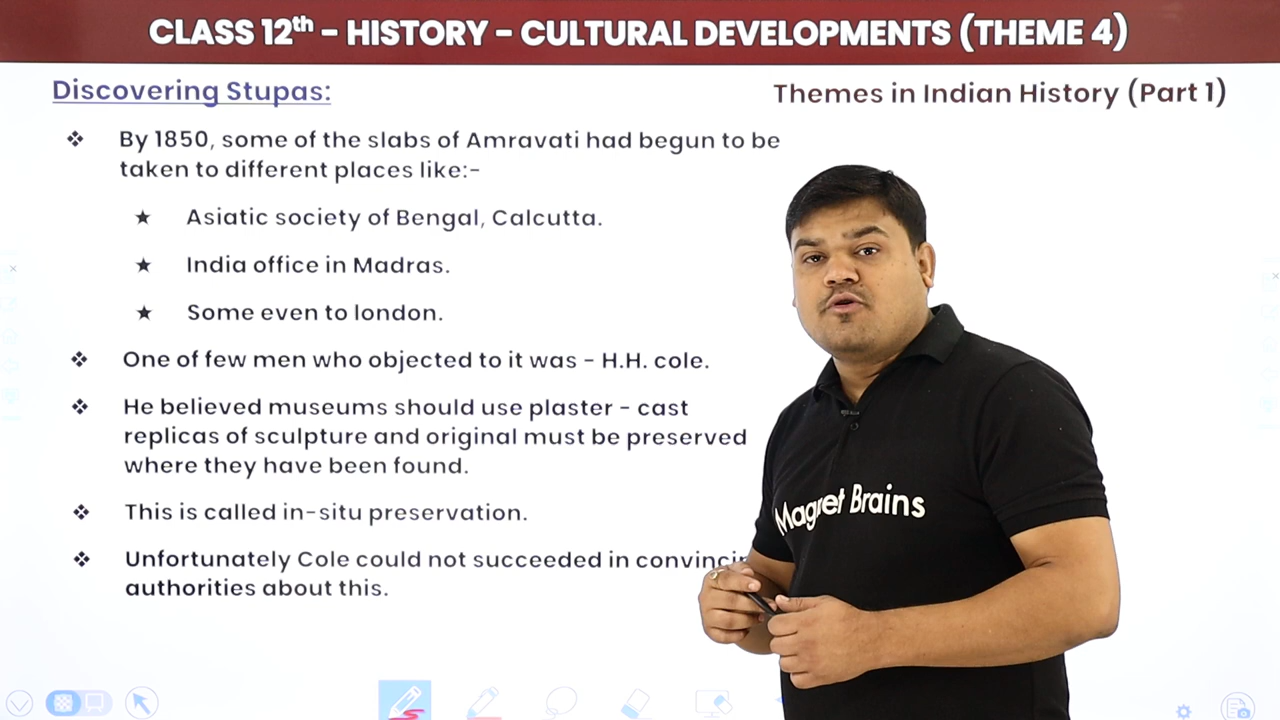 CLASS 12th - HISTORY - CULTURAL DEVELOPMENTS (THEME 4)
Discovering Stupas:
Themes in Indian History (Part 1)
❖ By 1850, some of the slabs of Amravati had begun to be
taken to different places like:-
★ Asiatic society of Bengal, Calcutta.
★ India office in Madras.
★ Some even to london.
❖ One of few men who objected to it was - H.H. cole.
❖ He believed museums should use plaster - cast
replicas of sculpture and original must be preserved
where they have been found.
❖ This is called in-situ preservation.
❖ Unfortunately Cole could not succeeded in
authorities about this.
Magnet Brains